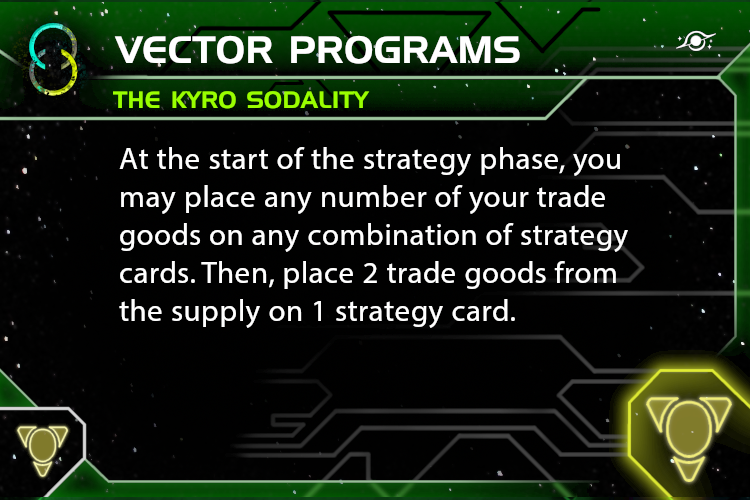 VECTOR PROGRAMS
THE KYRO SODALITY
At the start of the strategy phase, you
may place any number of your trade
goods on any combination of strategy
cards. Then, place 2 trade goods from
the supply on 1 strategy card.